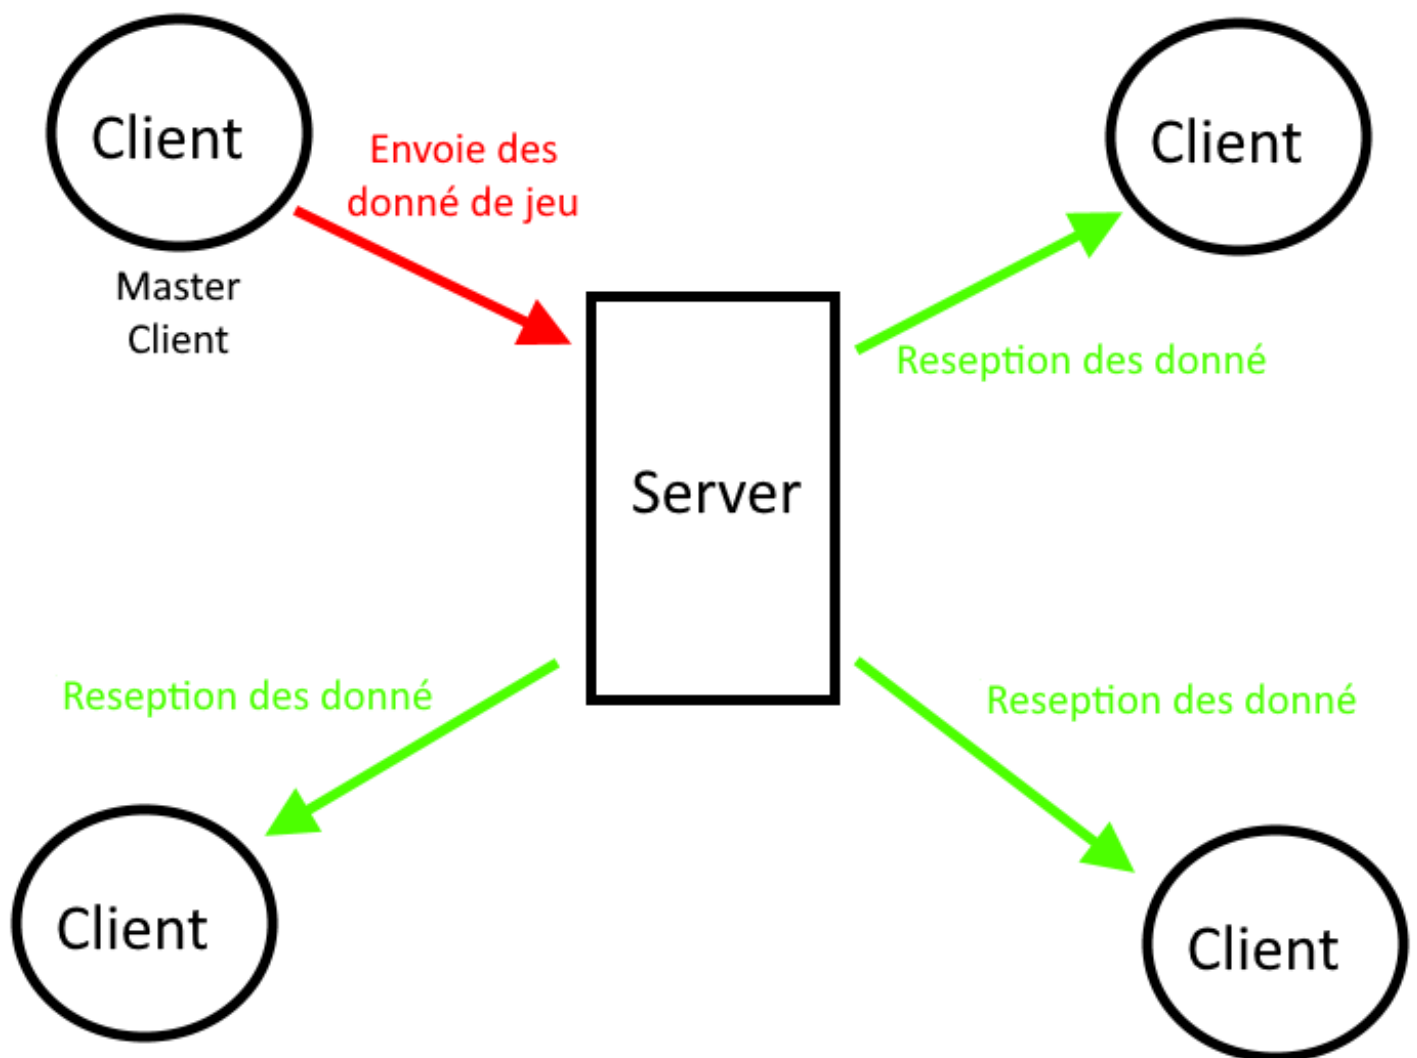 Client
Envoie des
donné de jeu
Master
Client
Client
Reseption des donné
Server
Reseption des donné
Reseption des donné
Client
Client